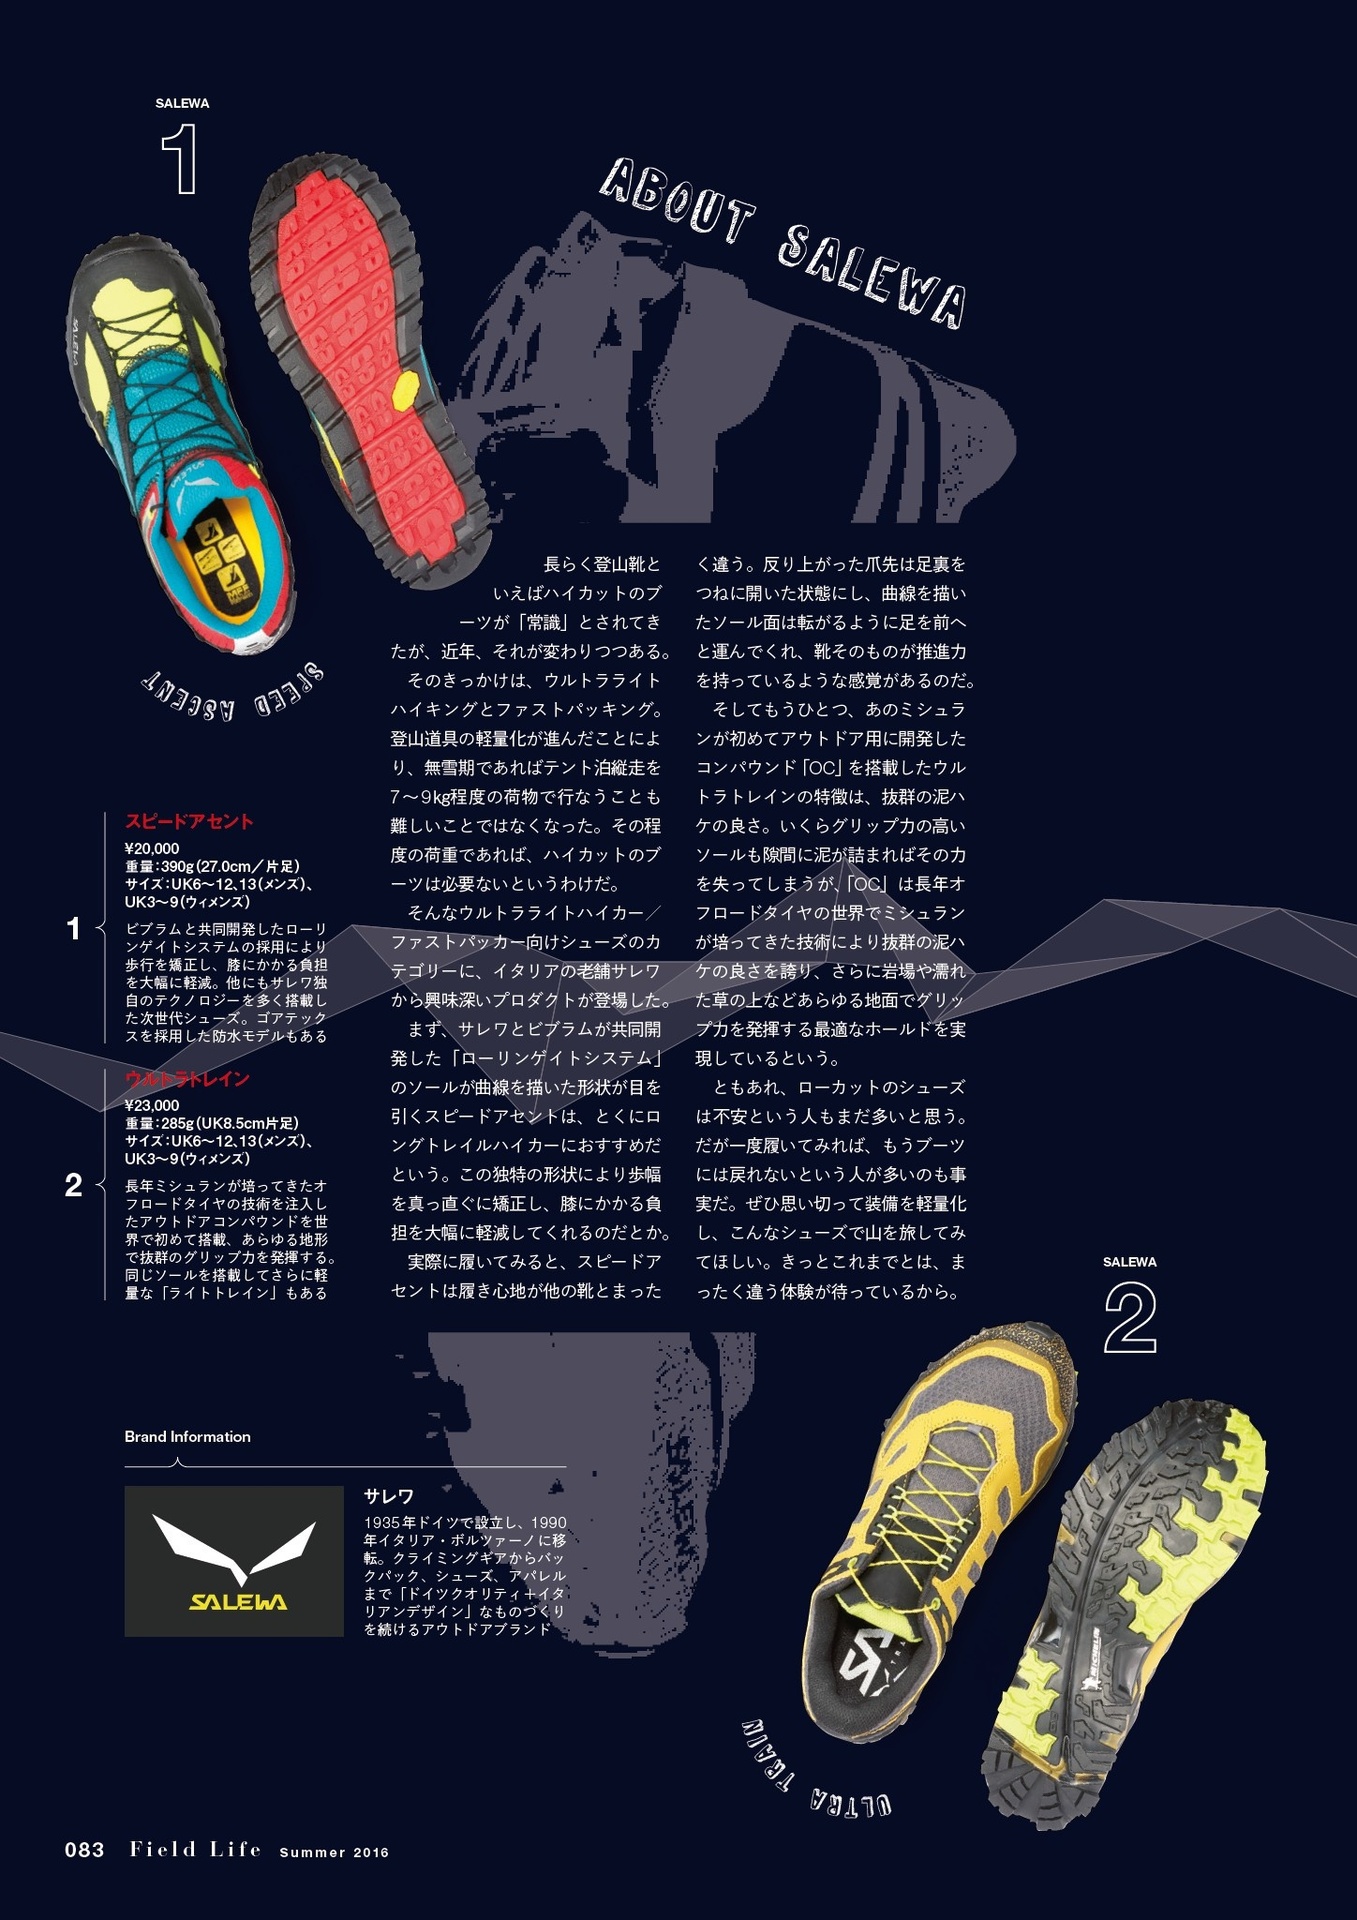 SALEWA
1
ABOUT SALEWA
SALEWA
SALEWA
SPEED ASCENT
長らく登山靴と
いえばハイカットのブ
ーツが「常識」とされてき
たが、近年、それが変わりつつある。
そのきっかけは、ウルトラライト
ハイキングとファストパッキング。
登山道具の軽量化が進んだことによ
り、無雪期であればテント泊縦走を
7〜9kg程度の荷物で行なうことも
難しいことではなくなった。その程
度の荷重であれば、ハイカットのブ
ーツは必要ないというわけだ。
そんなウルトラライトハイカー／
ファストパッカー向けシューズのカ
テゴリーに、イタリアの老舗サレワ
から興味深いプロダクトが登場した。
まず、サレワとビブラムが共同開
発した「ローリンゲイトシステム」
のソールが曲線を描いた形状が目を
引くスピードアセントは、とくにロ
ングトレイルハイカーにおすすめだ
という。この独特の形状により歩幅
を真っ直ぐに矯正し、膝にかかる負
担を大幅に軽減してくれるのだとか。
実際に履いてみると、スピードア
セントは履き心地が他の靴とまった
く違う。反り上がった爪先は足裏を
つねに開いた状態にし、曲線を描い
たソール面は転がるように足を前へ
と運んでくれ、靴そのものが推進力
を持っているような感覚があるのだ。
そしてもうひとつ、あのミシュラ
ンが初めてアウトドア用に開発した
コンパウンド「OC」を搭載したウル
トラトレインの特徴は、抜群の泥ハ
ケの良さ。いくらグリップ力の高い
ソールも隙間に泥が詰まればその力
を失ってしまうが、「OC」は長年オ
フロードタイヤの世界でミシュラン
が培ってきた技術により抜群の泥ハ
ケの良さを誇り、さらに岩場や濡れ
た草の上などあらゆる地面でグリッ
プ力を発揮する最適なホールドを実
現しているという。
ともあれ、ローカットのシューズ
は不安という人もまだ多いと思う。
だが一度履いてみれば、もうブーツ
には戻れないという人が多いのも事
実だ。ぜひ思い切って装備を軽量化
し、こんなシューズで山を旅してみ
てほしい。きっとこれまでとは、ま
ったく違う体験が待っているから。
1
スピードアセント
¥20,000
重量：390g（27.0cm／片足）
サイズ：UK6〜12、13（メンズ）、
UK3〜9（ウィメンズ）
ビブラムと共同開発したローリ
ンゲイトシステムの採用により
歩行を矯正し、膝にかかる負担
を大幅に軽減。他にもサレワ独
自のテクノロジーを多く搭載し
た次世代シューズ。ゴアテック
スを採用した防水モデルもある
2
ウルトラトレイン
¥23,000
重量：285g（UK8.5cm片足）
サイズ：UK6〜12、13（メンズ）、
UK3〜9（ウィメンズ）
長年ミシュランが培ってきたオ
フロードタイヤの技術を注入し
たアウトドアコンパウンドを世
界で初めて搭載、あらゆる地形
で抜群のグリップ力を発揮する。
同じソールを搭載してさらに軽
量な「ライトトレイン」もある
SALEWA
2
MICHELIN
ULTRA TRAIN
Brand Information
SALEWA
サレワ
1935年ドイツで設立し、1990
年イタリア・ボルツァーノに移
転。クライミングギアからバッ
クパック、シューズ、アパレル
まで「ドイツクオリティ＋イタ
リアンデザイン」なものづくり
を続けるアウトドアブランド
083 Field Life Summer 2016